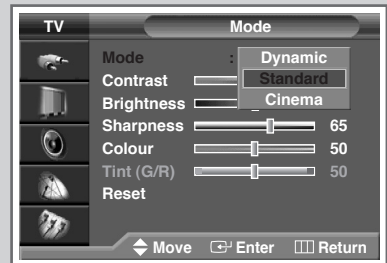 TV Mode
Mode : Dynamic
Standard
Contrast
Cinema
Brightness
Sharpness 65
Colour 50
Tint (G/R) 50
Reset
Move Enter Return